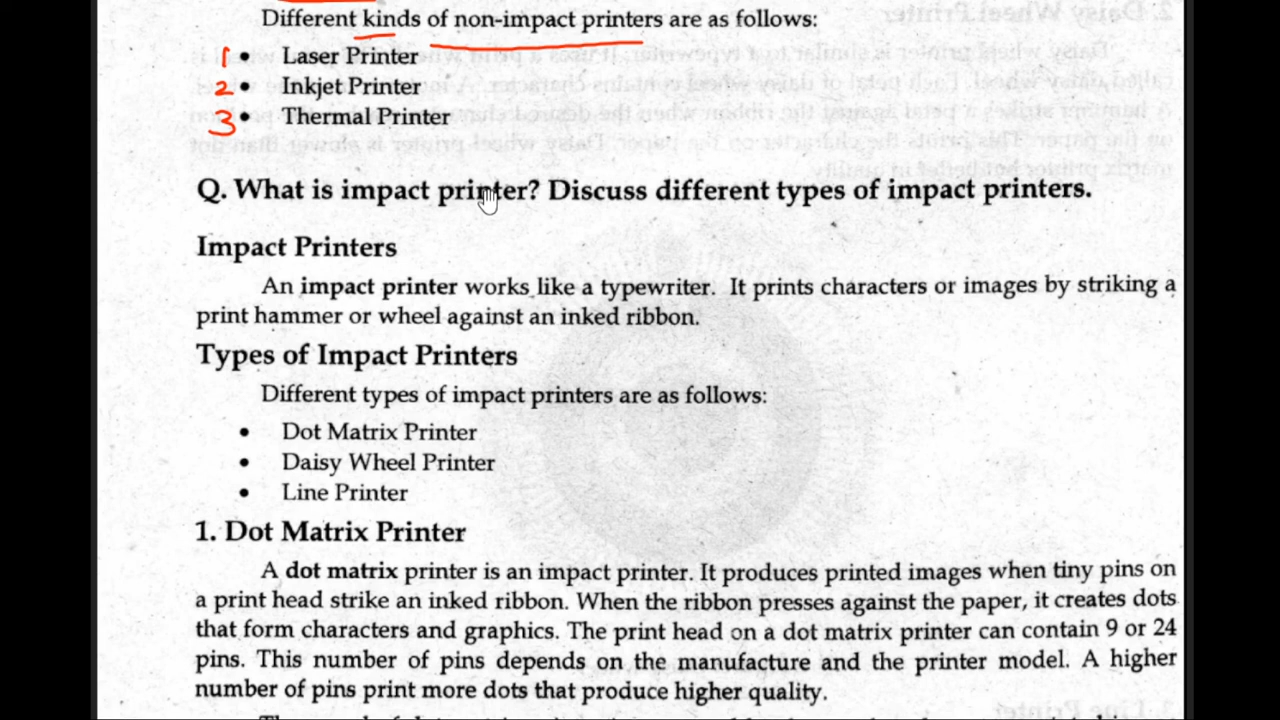 Different kinds of non-impact printers are as follows:
1 • Laser Printer
2 • Inkjet Printer
3 • Thermal Printer
Q. What is impact printer? Discuss different types of impact printers.
Impact Printers
An impact printer works like a typewriter. It prints characters or images by striking a
print hammer or wheel against an inked ribbon.
Types of Impact Printers
Different types of impact printers are as follows:
• Dot Matrix Printer
• Daisy Wheel Printer
• Line Printer
1. Dot Matrix Printer
A dot matrix printer is an impact printer. It produces printed images when tiny pins on
a print head strike an inked ribbon. When the ribbon presses against the paper, it creates dots
that form characters and graphics. The print head on a dot matrix printer can contain 9 or 24
pins. This number of pins depends on the manufacture and the printer model. A higher
number of pins print more dots that produce higher quality.